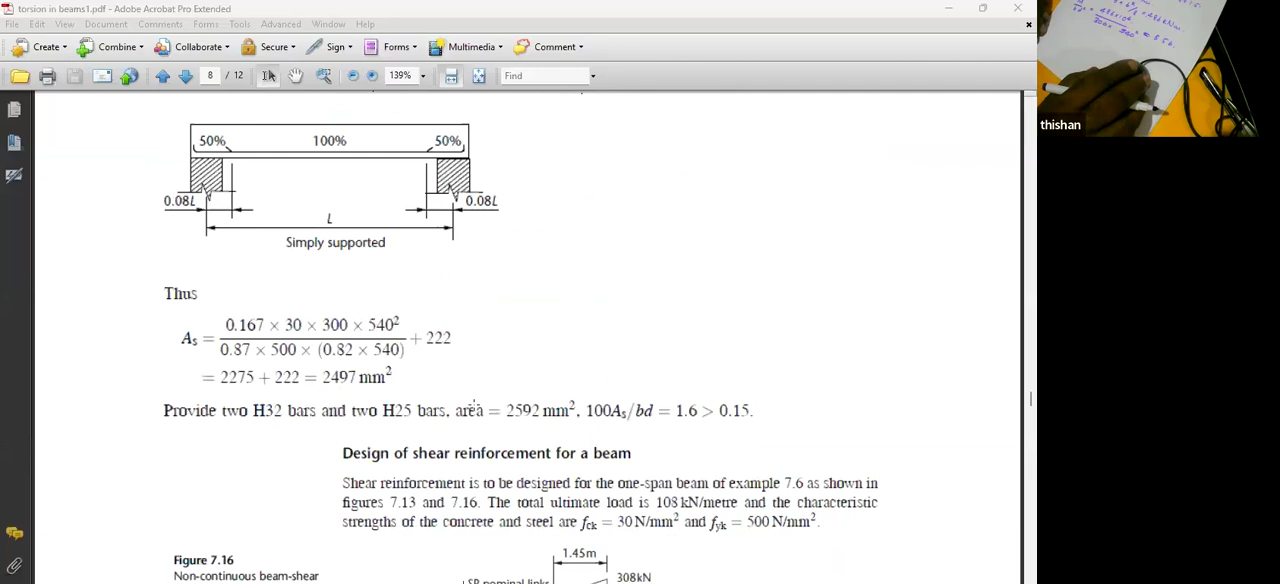 torsion in beams1.pdf - Adobe Acrobat Pro Extended
File Edit View Document Comments Forms Tools Advanced Window Help
Create Combine Collaborate Secure Sign Forms Multimedia Comment
8 / 12 139% Find
thishan
50% 100% 50%
0.08L 0.08L
L
Simply supported
Thus
As = 0.167 × 30 × 300 × 540² / 0.87 × 500 × (0.82 × 540) + 222
= 2275 + 222 = 2497 mm²
Provide two H32 bars and two H25 bars, area = 2592 mm², 100As/bd = 1.6 > 0.15.
Design of shear reinforcement for a beam
Shear reinforcement is to be designed for the one-span beam of example 7.6 as shown in
figures 7.13 and 7.16. The total ultimate load is 108 kN/metre and the characteristic
strengths of the concrete and steel are fck = 30 N/mm² and fyk = 500 N/mm².
1.45m
Figure 7.16
Non-continuous beam-shear
nominal links
308kN